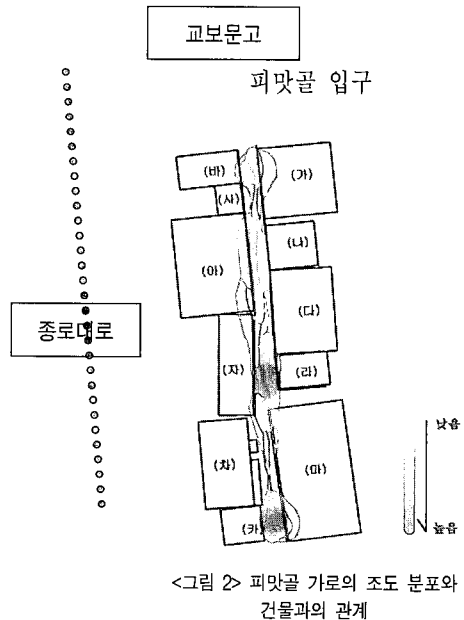 교보문고
피맛골 입구
(바)
(가)
(사)
(나)
(아)
(다)
종로대로
(자)
(라)
낮음
(차)
(마)
(카)
높음
<그림 2> 피맛골 가로의 조도 분포와
건물과의 관계